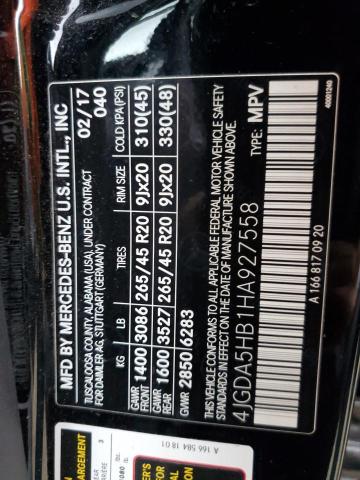 MFD BY MERCEDES-BENZ U.S. INTL., INC
TUSCALOOSA COUNTY, ALABAMA (USA), UNDER CONTRACT 02/17
FOR DAIMLER AG, STUTTGART (GERMANY) 040
KG LB TIRES RIM SIZE COLD KPA(PSI)
GAWR FRONT 1400 3086 265/45 R20 9Jx20 310(45)
GAWR REAR 1600 3527 265/45 R20 9Jx20 330(48)
GVWR 2850/6283
THIS VEHICLE CONFORMS TO ALL APPLICABLE FEDERAL MOTOR VEHICLE SAFETY
STANDARDS IN EFFECT ON THE DATE OF MANUFACTURE SHOWN ABOVE.
4JGDA5HB1HA927558 TYPE: MPV
A 166 817 09 20 40001240
A 166 584 18 01
3